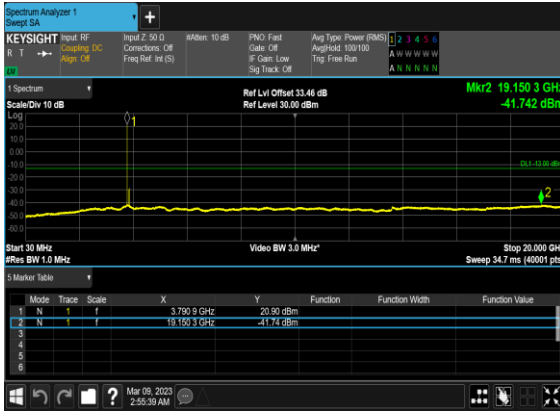 Spectrum Analyzer 1
Swept SA
+
KEYSIGHT
R T
Input: RF
Coupling: DC
Align: Off
Input Z: 50 Ω
Corrections: Off
Freq Ref: Int (S)
#Atten: 10 dB
PNO: Fast
Gate: Off
IF Gain: Low
Sig Track: Off
Avg Type: Power (RMS)
Avg|Hold: 100/100
Trig: Free Run
1 2 3 4 5 6
A W W W W W
A N N N N N
1 Spectrum
Scale/Div 10 dB
Ref Lvl Offset 33.46 dB
Ref Level 30.00 dBm
Mkr2 19.150 3 GHz
-41.742 dBm
Log
20.0
10.0
0.00
-10.0
-20.0
-30.0
-40.0
-50.0
-60.0
1
DL1 -13.00 dBm
2
Start 30 MHz
#Res BW 1.0 MHz
Video BW 3.0 MHz*
Stop 20.000 GHz
Sweep 34.7 ms (40001 pts)
5 Marker Table
Mode Trace Scale X Y Function Function Width Function Value
1 N 1 f 3.790 9 GHz 20.90 dBm
2 N 1 f 19.150 3 GHz -41.74 dBm
3
4
5
6
?
Mar 09, 2023
2:55:39 AM